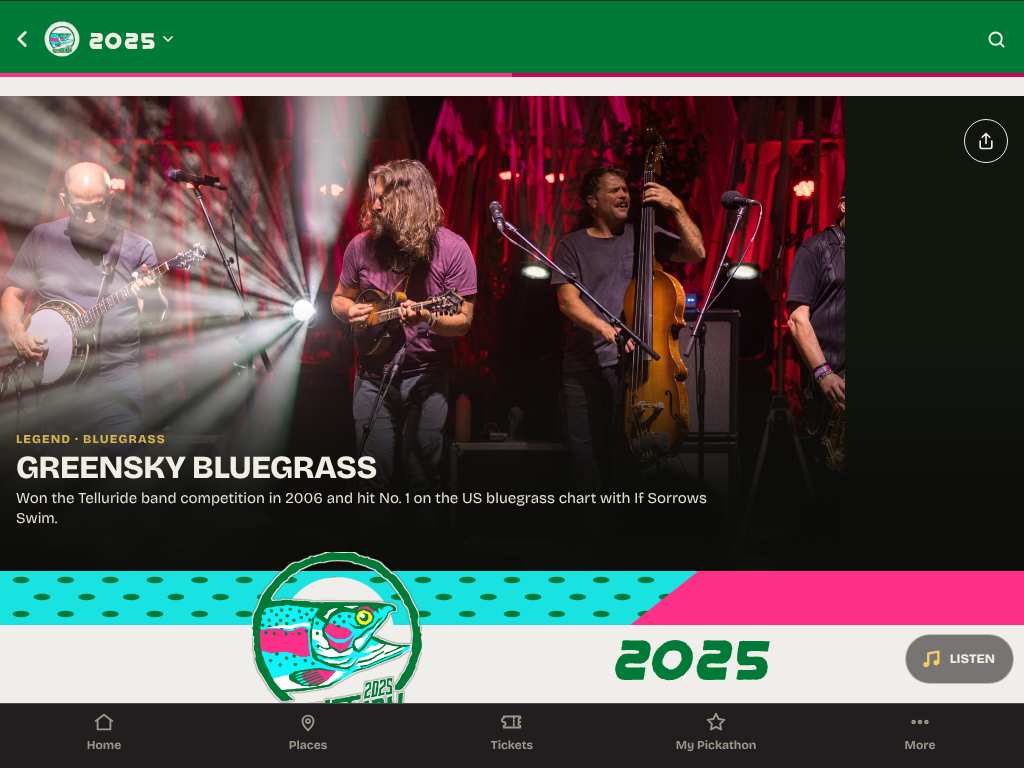 2025
LEGEND · BLUEGRASS
GREENSKY BLUEGRASS
Won the Telluride band competition in 2006 and hit No. 1 on the US bluegrass chart with If Sorrows
Swim.
2025
2025
LISTEN
Home
Places
Tickets
My Pickathon
More